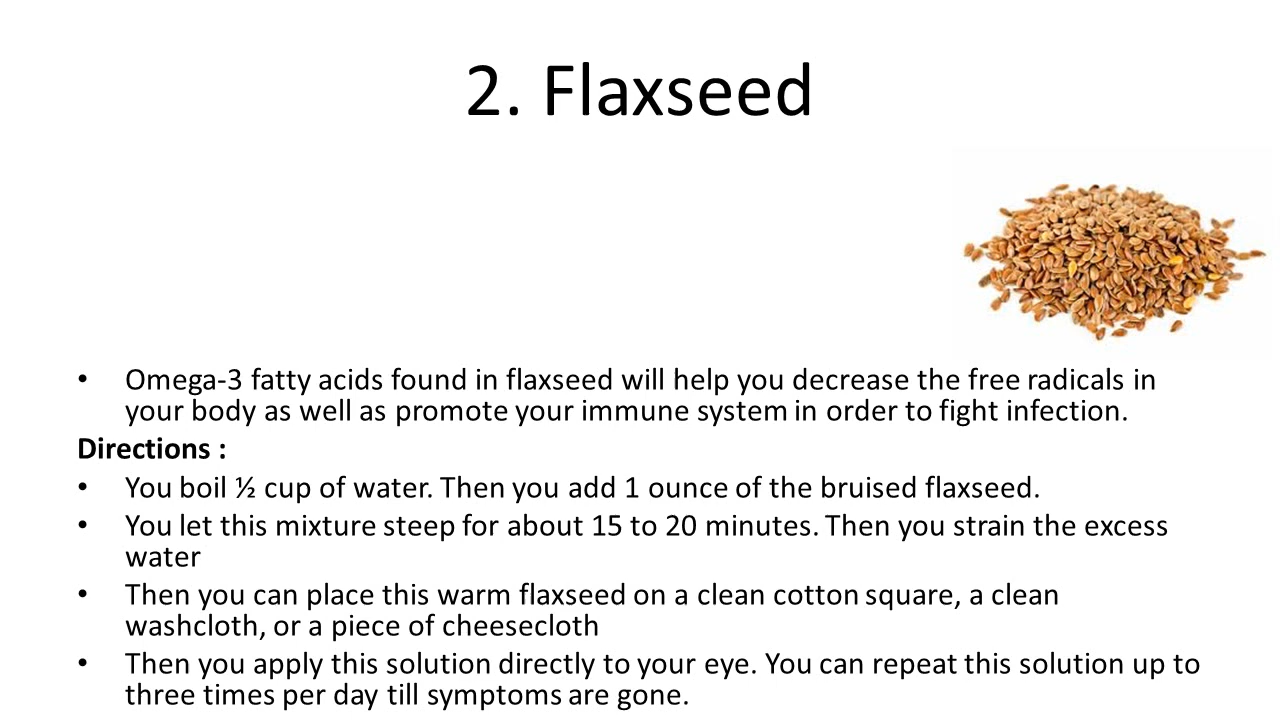 2. Flaxseed
• Omega-3 fatty acids found in flaxseed will help you decrease the free radicals in
your body as well as promote your immune system in order to fight infection.
Directions :
• You boil ½ cup of water. Then you add 1 ounce of the bruised flaxseed.
• You let this mixture steep for about 15 to 20 minutes. Then you strain the excess
water
• Then you can place this warm flaxseed on a clean cotton square, a clean
washcloth, or a piece of cheesecloth
• Then you apply this solution directly to your eye. You can repeat this solution up to
three times per day till symptoms are gone.